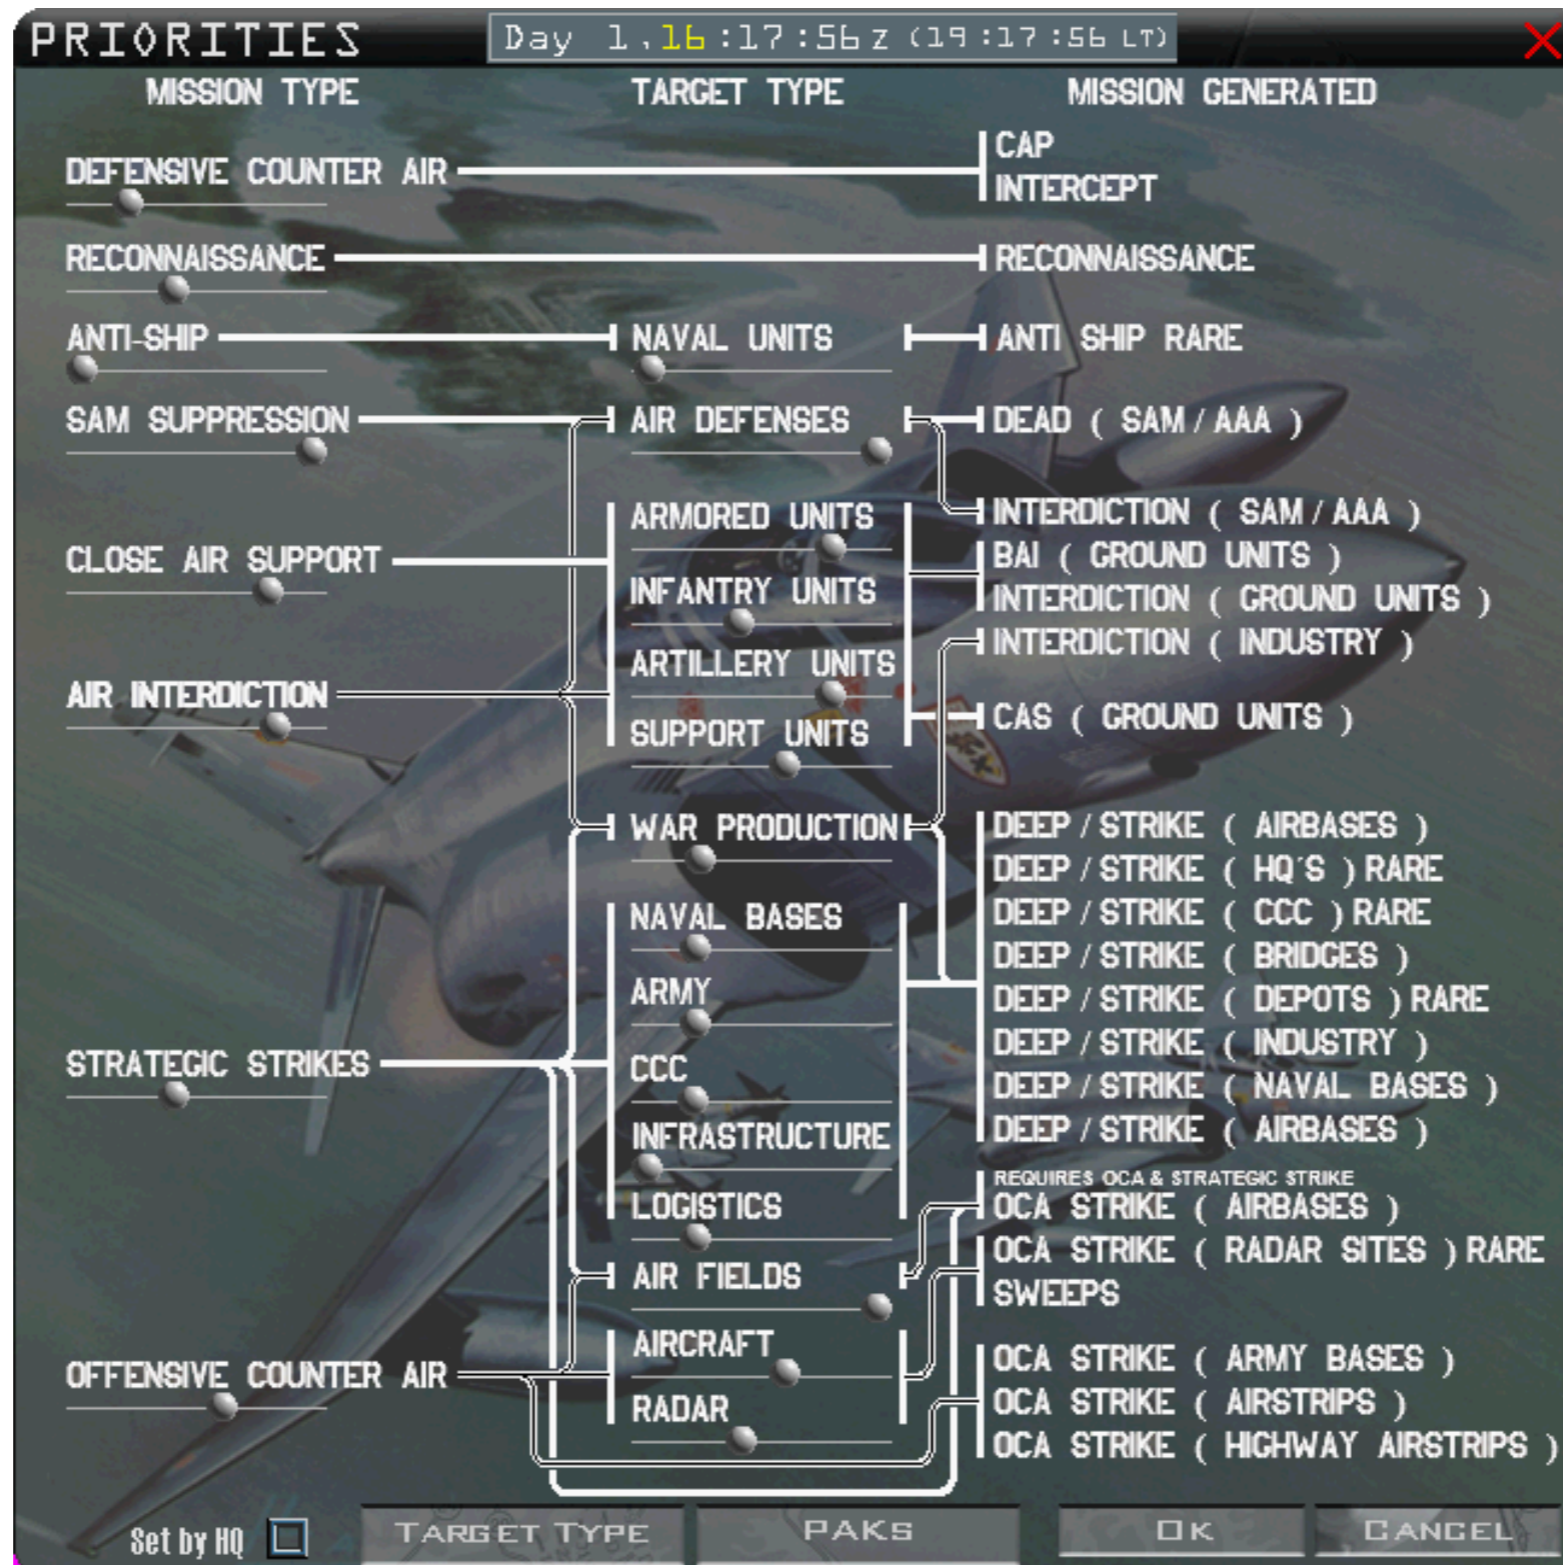 PRIORITIES
Day 1, 16:17:56 z (19:17:56 LT)
MISSION TYPE
TARGET TYPE
MISSION GENERATED
DEFENSIVE COUNTER AIR
CAP
INTERCEPT
RECONNAISSANCE
RECONNAISSANCE
ANTI-SHIP
NAVAL UNITS
ANTI SHIP RARE
SAM SUPPRESSION
AIR DEFENSES
DEAD ( SAM / AAA )
ARMORED UNITS
INTERDICTION ( SAM / AAA )
CLOSE AIR SUPPORT
BAI ( GROUND UNITS )
INFANTRY UNITS
INTERDICTION ( GROUND UNITS )
INTERDICTION ( INDUSTRY )
ARTILLERY UNITS
AIR INTERDICTION
CAS ( GROUND UNITS )
SUPPORT UNITS
WAR PRODUCTION
DEEP / STRIKE ( AIRBASES )
DEEP / STRIKE ( HQ'S ) RARE
NAVAL BASES
DEEP / STRIKE ( CCC ) RARE
DEEP / STRIKE ( BRIDGES )
ARMY
DEEP / STRIKE ( DEPOTS ) RARE
STRATEGIC STRIKES
CCC
DEEP / STRIKE ( INDUSTRY )
DEEP / STRIKE ( NAVAL BASES )
INFRASTRUCTURE
DEEP / STRIKE ( AIRBASES )
REQUIRES OCA & STRATEGIC STRIKE
LOGISTICS
OCA STRIKE ( AIRBASES )
OCA STRIKE ( RADAR SITES ) RARE
AIR FIELDS
SWEEPS
AIRCRAFT
OCA STRIKE ( ARMY BASES )
OFFENSIVE COUNTER AIR
OCA STRIKE ( AIRSTRIPS )
RADAR
OCA STRIKE ( HIGHWAY AIRSTRIPS )
Set by HQ
TARGET TYPE
PAKS
OK
CANCEL